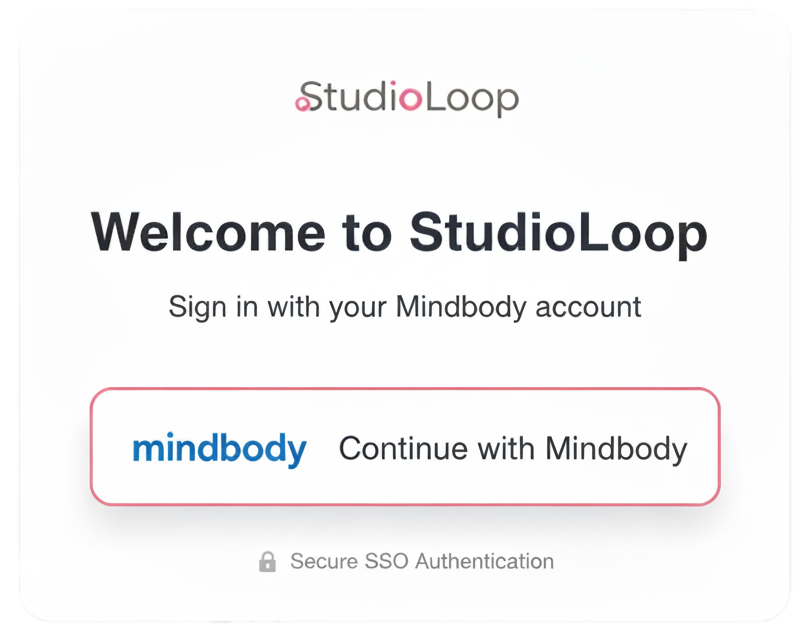 StudioLoop
Welcome to StudioLoop
Sign in with your Mindbody account
mindbody Continue with Mindbody
Secure SSO Authentication